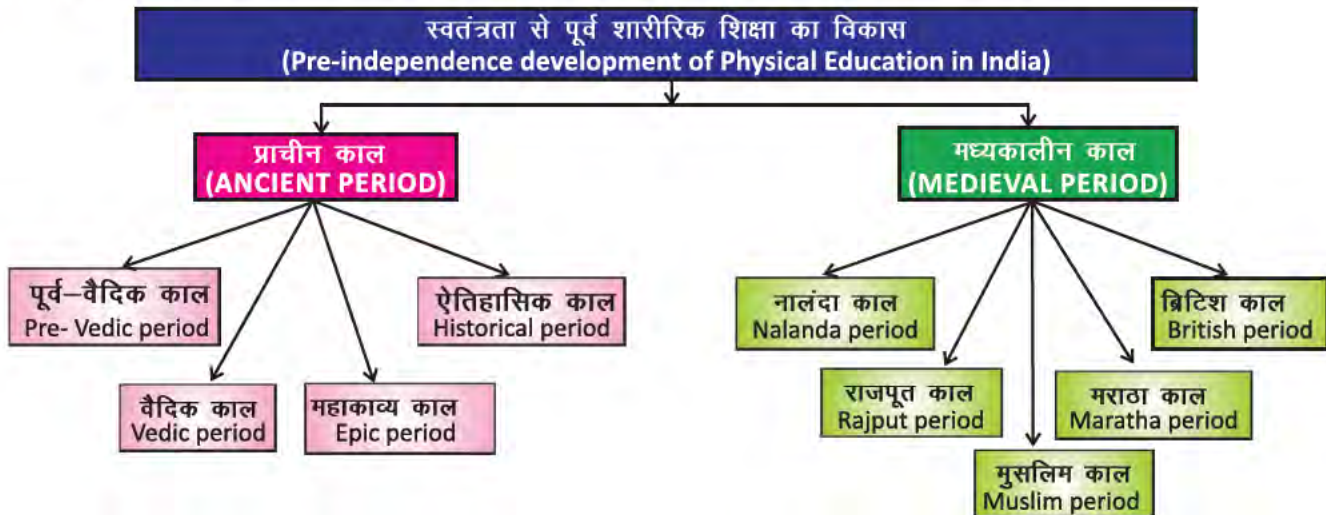 स्वतंत्रता से पूर्व शारीरिक शिक्षा का विकास
(Pre-independence development of Physical Education in India)
प्राचीन काल
(ANCIENT PERIOD)
मध्यकालीन काल
(MEDIEVAL PERIOD)
पूर्व–वैदिक काल
Pre- Vedic period
वैदिक काल
Vedic period
महाकाव्य काल
Epic period
ऐतिहासिक काल
Historical period
नालंदा काल
Nalanda period
राजपूत काल
Rajput period
मुसलिम काल
Muslim period
मराठा काल
Maratha period
ब्रिटिश काल
British period